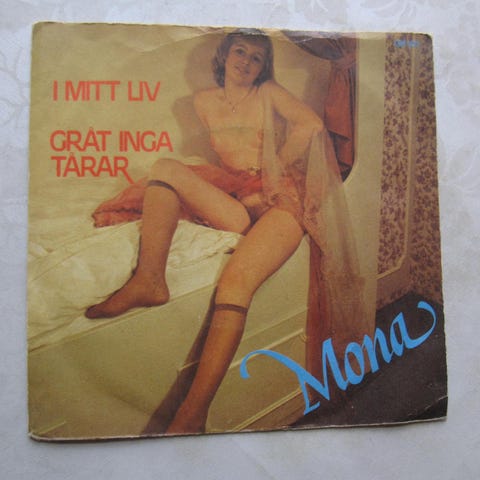 I MITT LIV
GRÅT INGA
TÅRAR
Mona